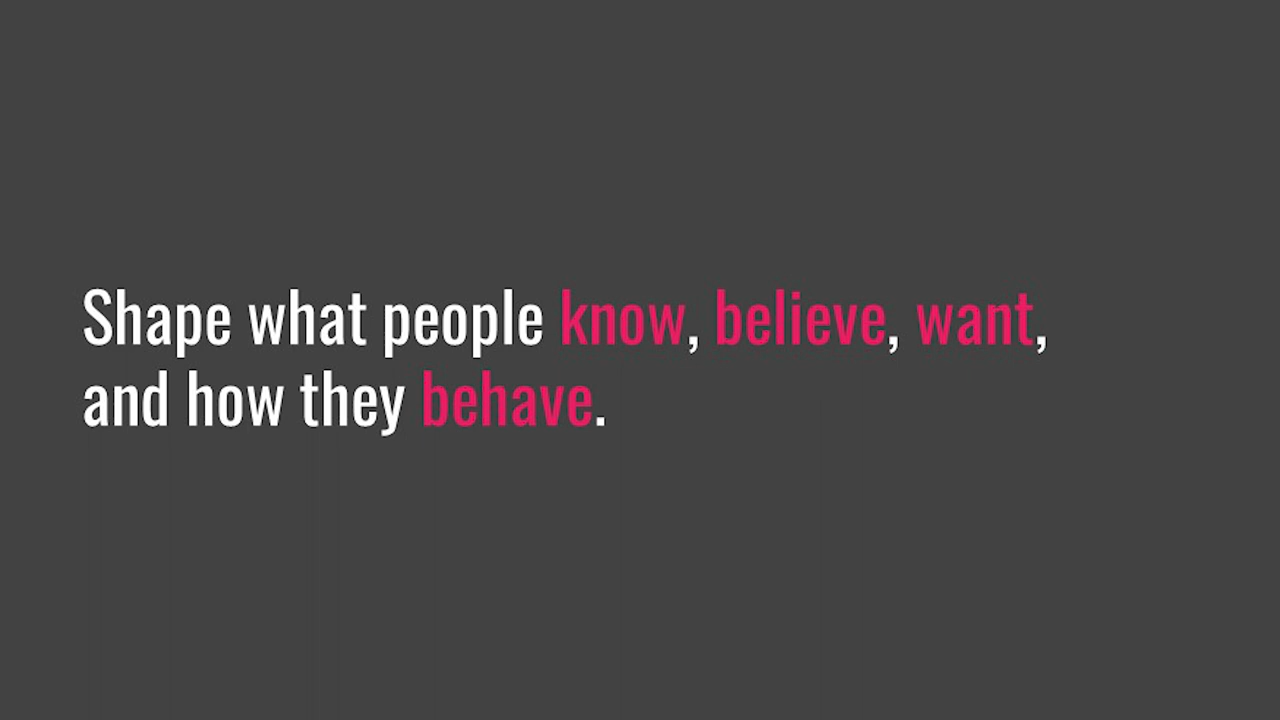 Shape what people know, believe, want,
and how they behave.